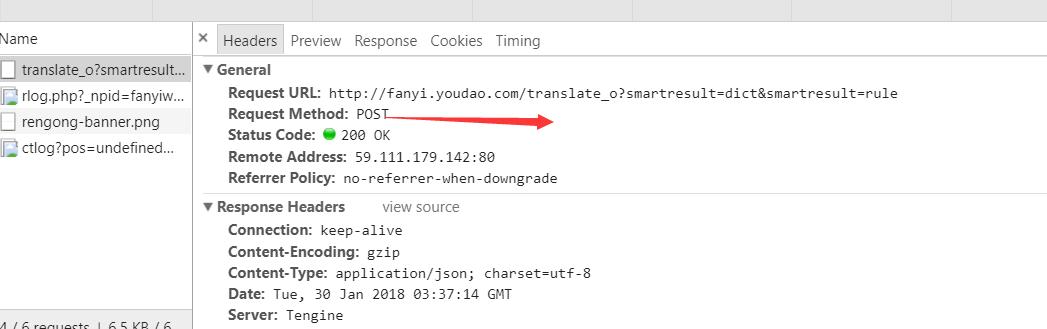 Name
× Headers Preview Response Cookies Timing
translate_o?smartresult...
rlog.php?_npid=fanyiw...
rengong-banner.png
ctlog?pos=undefined...
▼ General
Request URL: http://fanyi.youdao.com/translate_o?smartresult=dict&smartresult=rule
Request Method: POST
Status Code: 200 OK
Remote Address: 59.111.179.142:80
Referrer Policy: no-referrer-when-downgrade
▼ Response Headers view source
Connection: keep-alive
Content-Encoding: gzip
Content-Type: application/json; charset=utf-8
Date: Tue, 30 Jan 2018 03:37:14 GMT
Server: Tengine
4 / 6 requests | 6.5 KB / 6